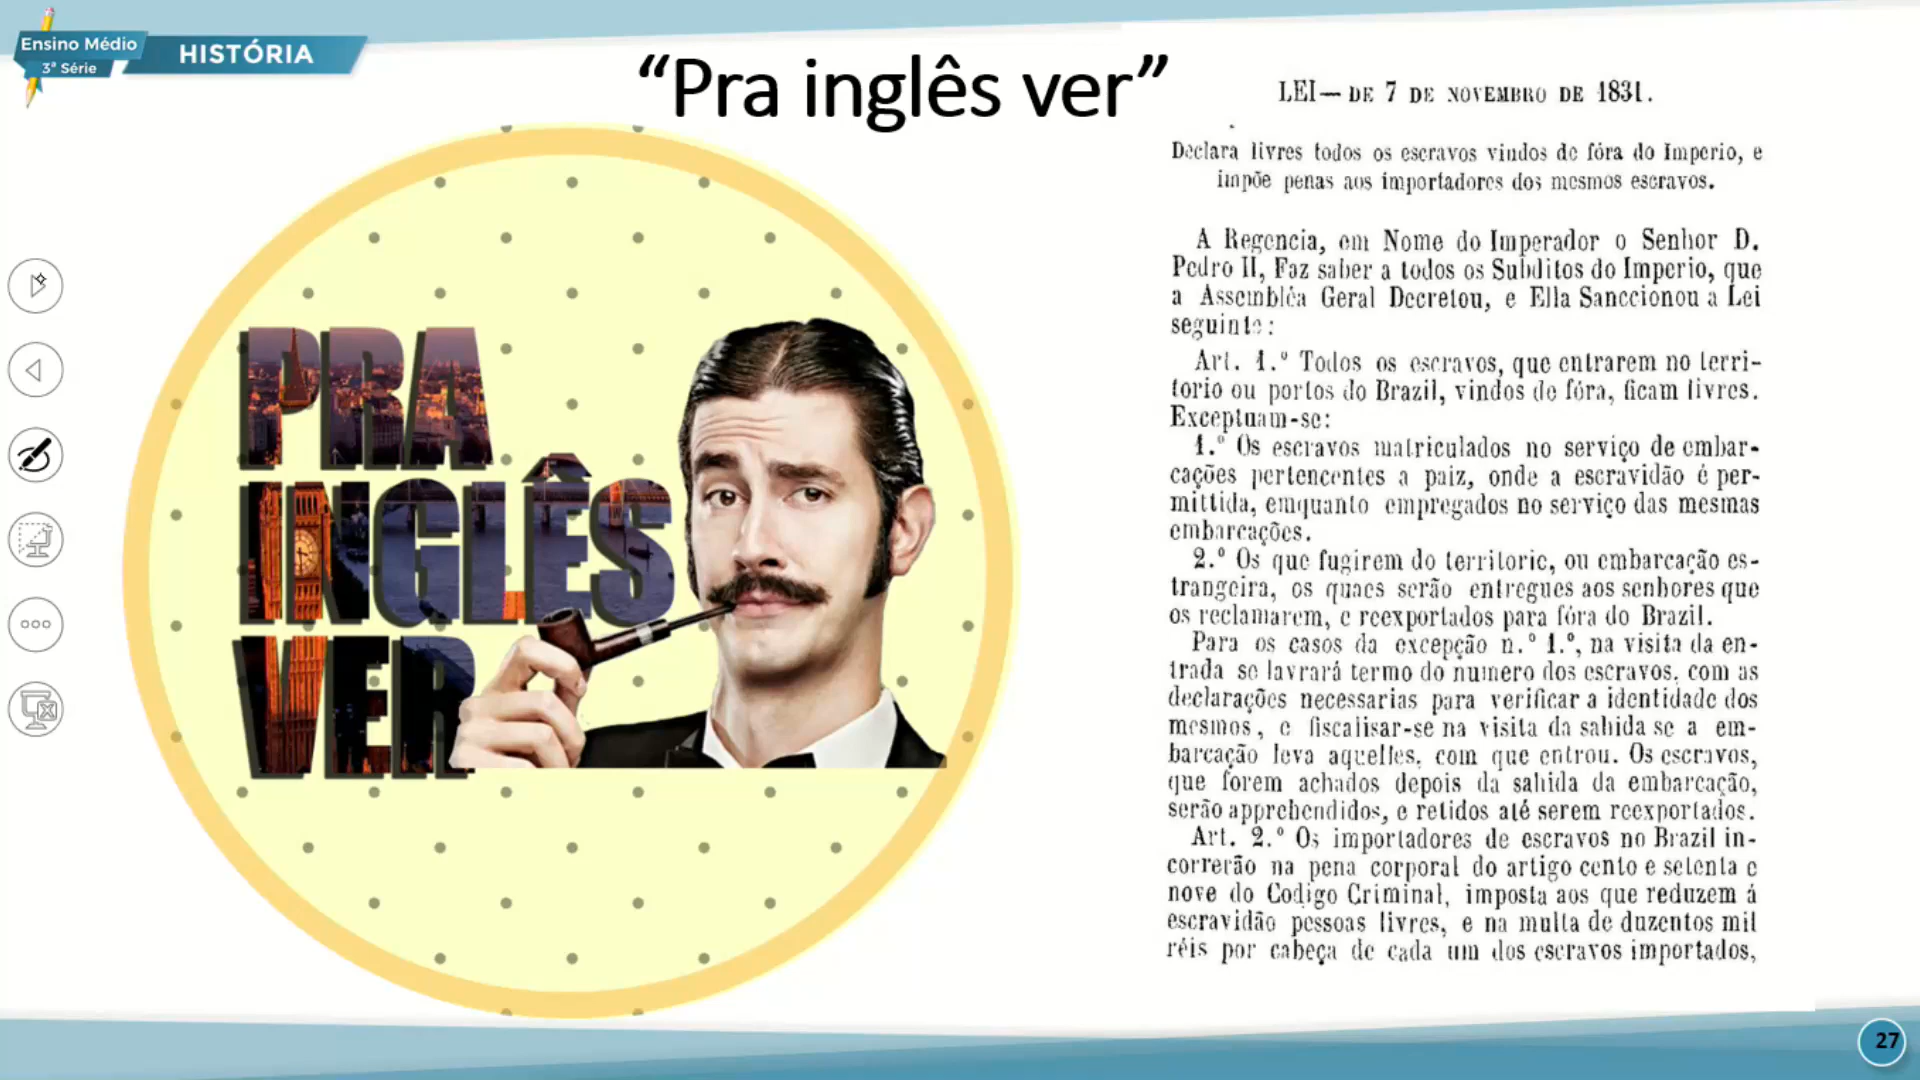 Ensino Médio
3ª Série
HISTÓRIA
“Pra inglês ver”
PRA
INGLÊS
VER
LEI — DE 7 DE NOVEMBRO DE 1831.
Declara livres todos os escravos vindos de fóra do Imperio, e
impõe penas aos importadores dos mesmos escravos.
A Regencia, em Nome do Imperador o Senhor D.
Pedro II, Faz saber a todos os Subditos do Imperio, que
a Assembléa Geral Decretou, e Ella Sanccionou a Lei
seguinte:
Art. 1.º Todos os escravos, que entrarem no terri-
torio ou portos do Brazil, vindos de fóra, ficam livres.
Exceptuam-se:
1.º Os escravos matriculados no serviço de embar-
cações pertencentes a paiz, onde a escravidão é per-
mittida, emquanto empregados no serviço das mesmas
embarcações.
2.º Os que fugirem do territorio, ou embarcação es-
trangeira, os quaes serão entregues aos senhores que
os reclamarem, e reexportados para fóra do Brazil.
Para os casos da excepção n.º 1.º, na visita da en-
trada se lavrará termo do numero dos escravos, com as
declarações necessarias para verificar a identidade dos
mesmos, e fiscalisar-se na visita da sahida se a em-
barcação leva aquelles, com que entrou. Os escravos,
que forem achados depois da sahida da embarcação,
serão apprehendidos, e retidos até serem reexportados.
Art. 2.º Os importadores de escravos no Brazil in-
correrão na pena corporal do artigo cento e setenta e
nove do Codigo Criminal, imposta aos que reduzem á
escravidão pessoas livres, e na multa de duzentos mil
réis por cabeça de cada um dos escravos importados,
27